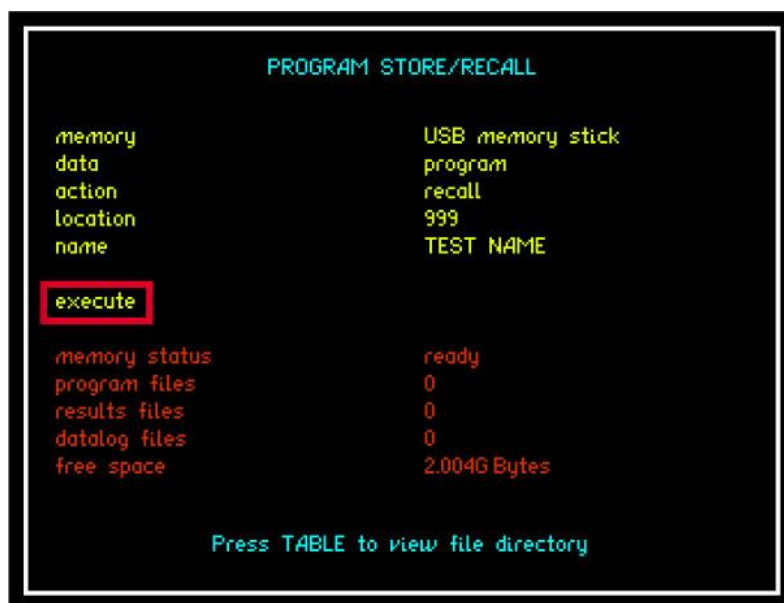 PROGRAM STORE/RECALL
memory USB memory stick
data program
action recall
location 999
name TEST NAME
execute
memory status ready
program files 0
results files 0
datalog files 0
free space 2.004G Bytes
Press TABLE to view file directory